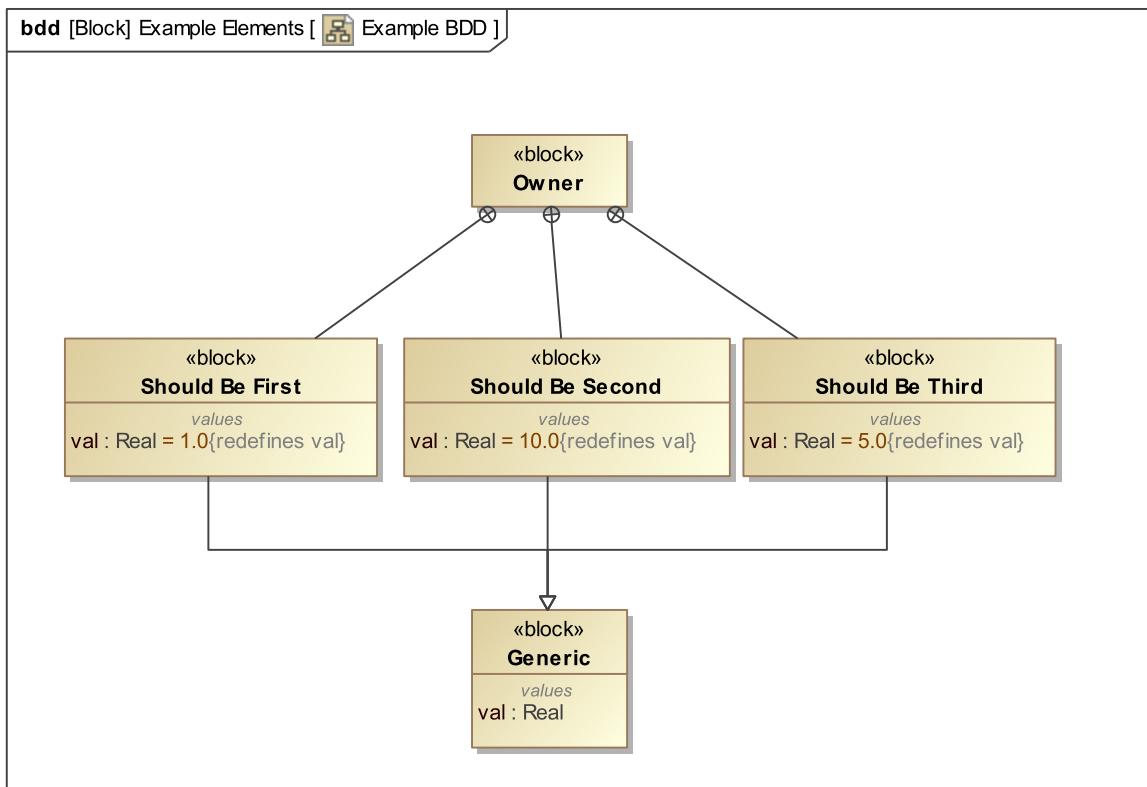 bdd [Block] Example Elements [ Example BDD ]
«block»
Owner
«block»
Should Be First
values
val : Real = 1.0{redefines val}
«block»
Should Be Second
values
val : Real = 10.0{redefines val}
«block»
Should Be Third
values
val : Real = 5.0{redefines val}
«block»
Generic
values
val : Real